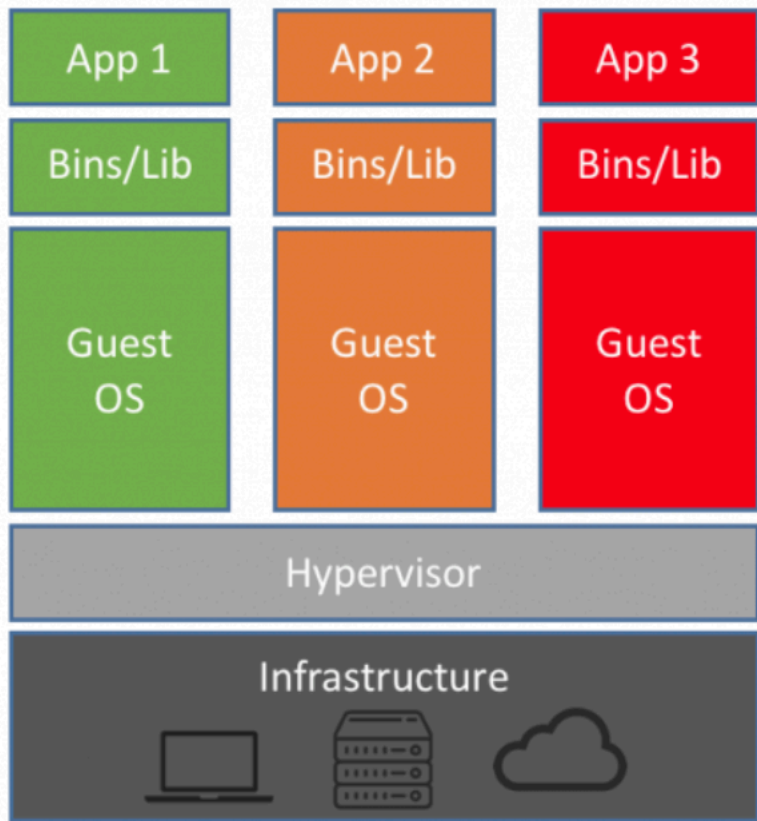 App 1
App 2
App 3
Bins/Lib
Bins/Lib
Bins/Lib
Guest
OS
Guest
OS
Guest
OS
Hypervisor
Infrastructure